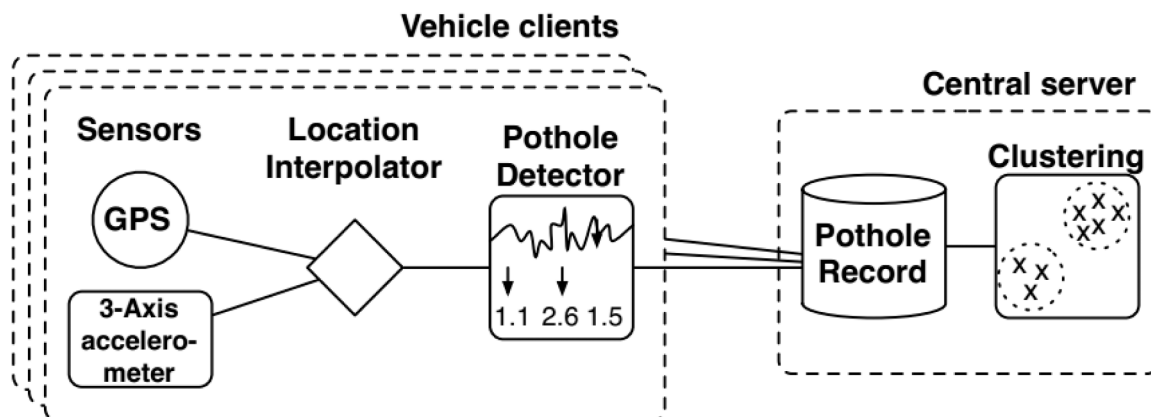 Vehicle clients
Central server
Sensors
Location
Interpolator
Pothole
Detector
GPS
3-Axis
accelero-
meter
1.1 2.6 1.5
Pothole
Record
Clustering
x
x x
x x
x x
x